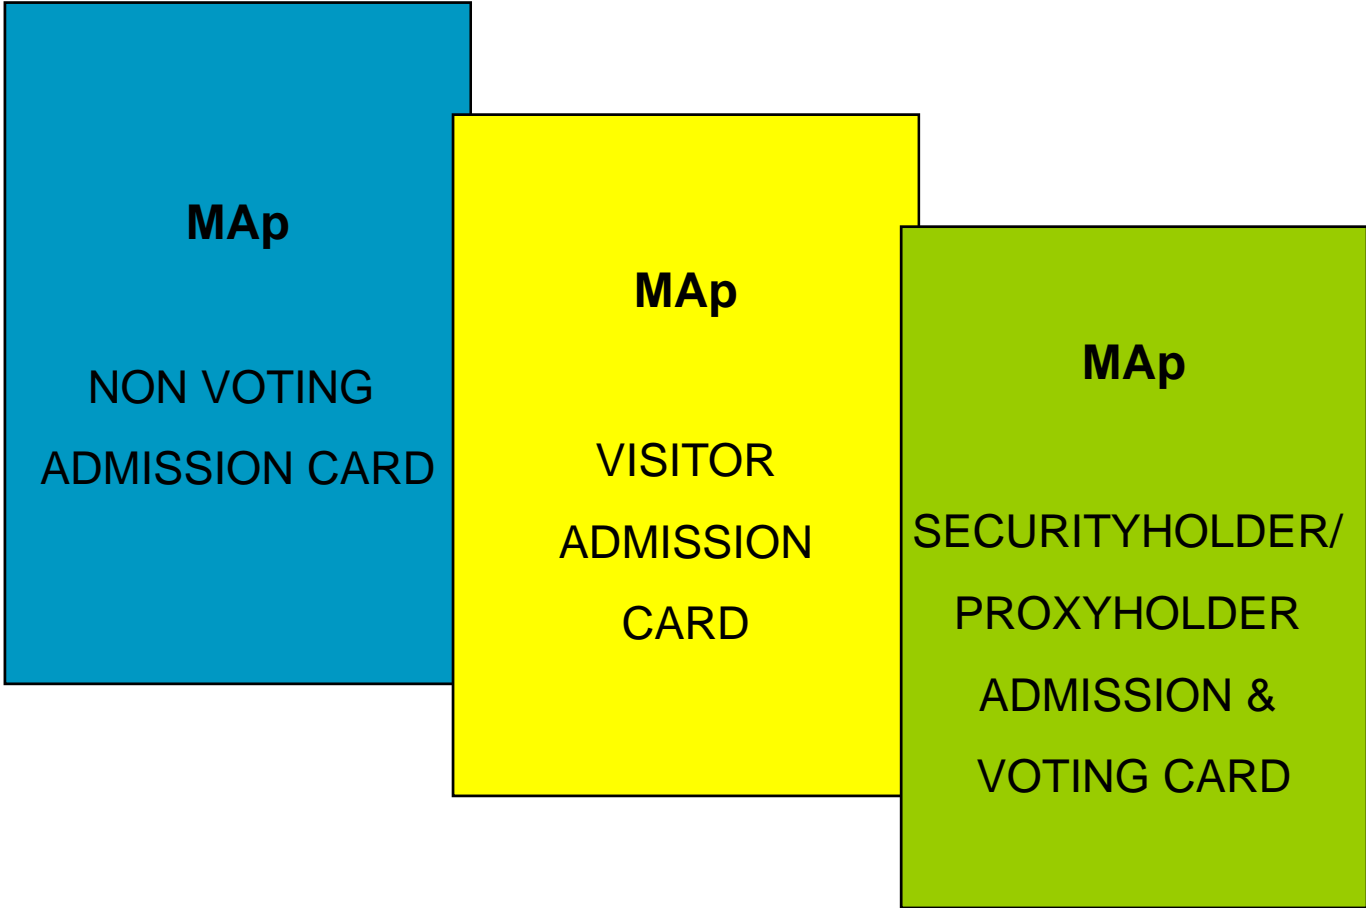 MAp
NON VOTING
ADMISSION CARD
MAp
VISITOR
ADMISSION
CARD
MAp
SECURITYHOLDER/
PROXYHOLDER
ADMISSION &
VOTING CARD